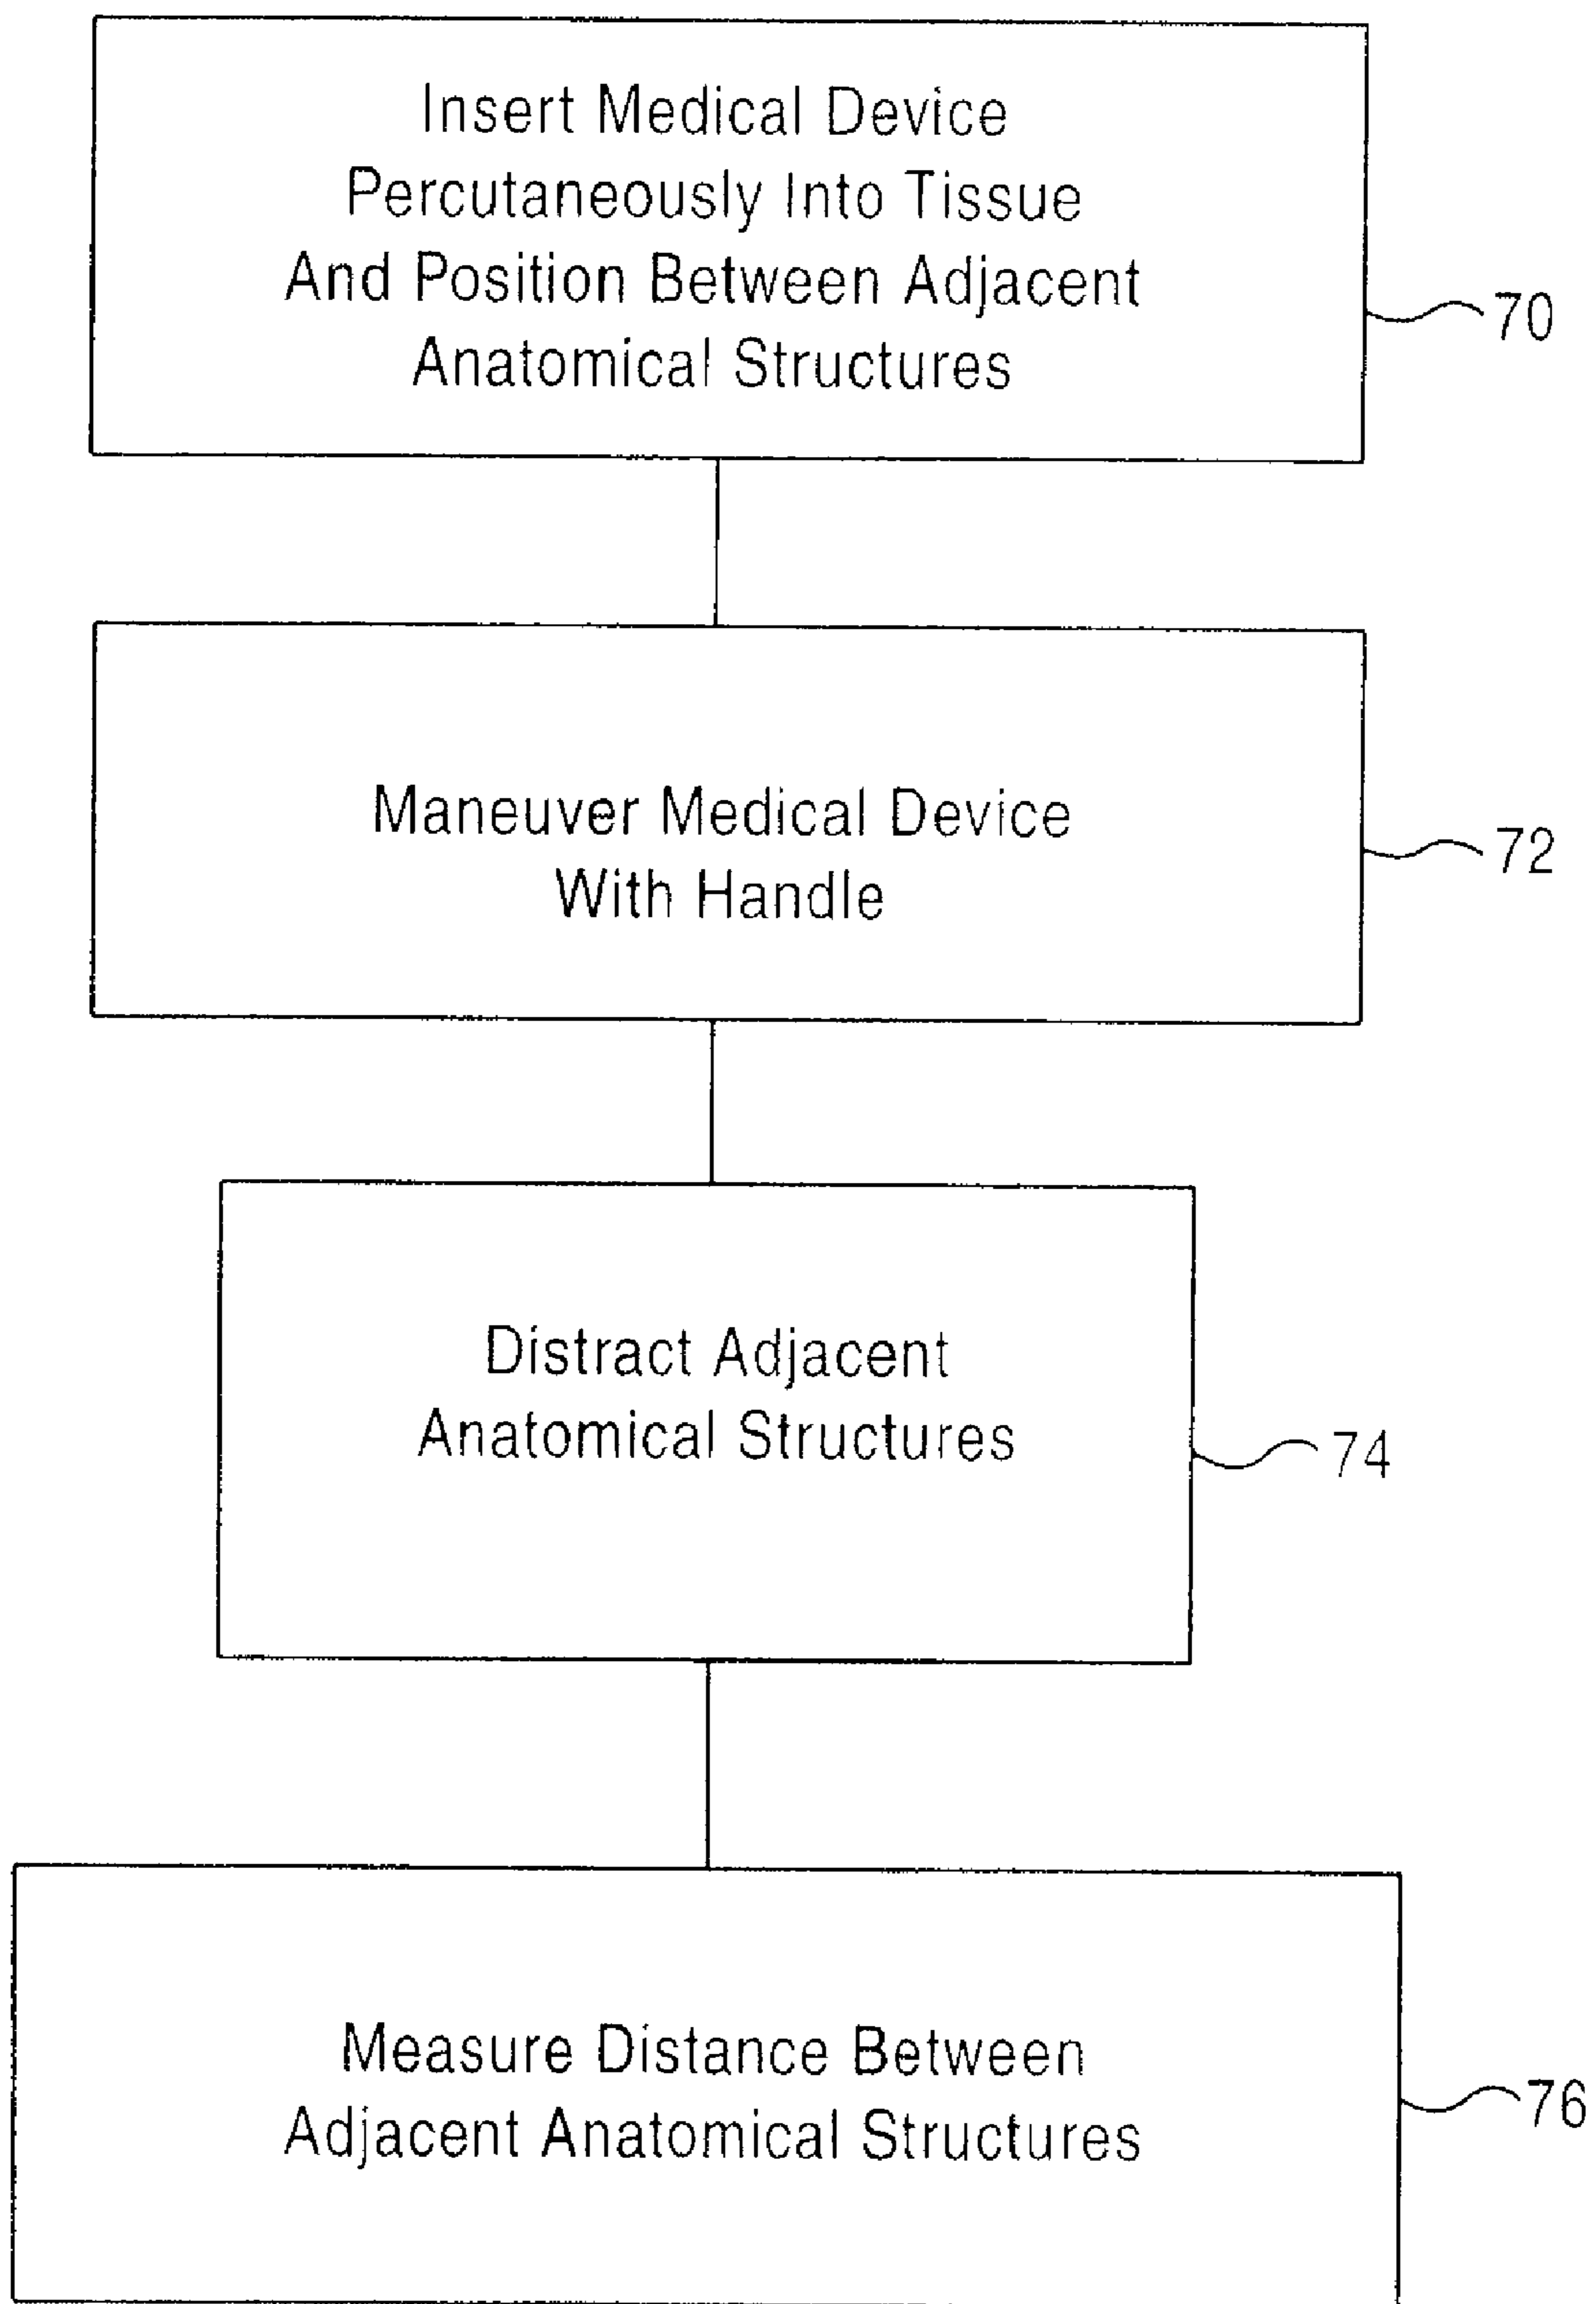 Insert Medical Device
Percutaneously Into Tissue
And Position Between Adjacent
Anatomical Structures
70
Maneuver Medical Device
With Handle
72
Distract Adjacent
Anatomical Structures
74
Measure Distance Between
Adjacent Anatomical Structures
76